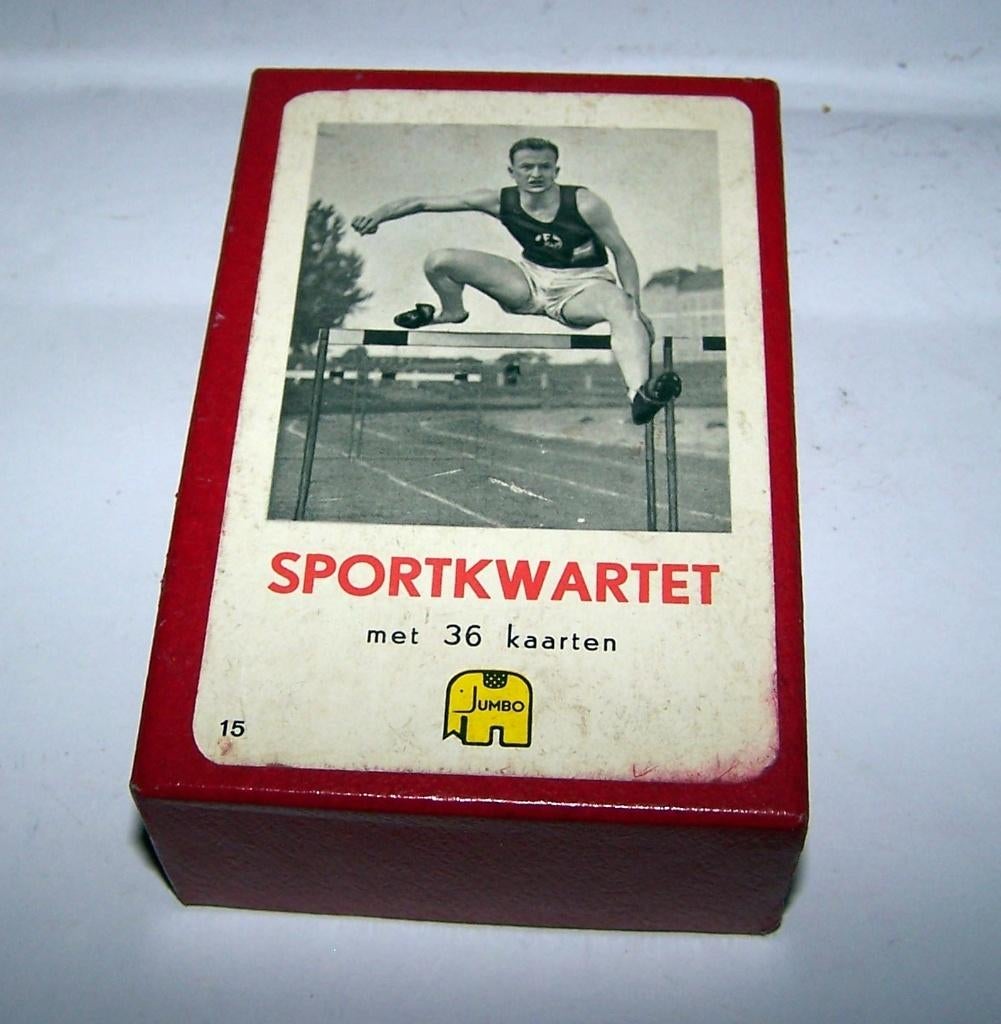 SPORTKWARTET
met 36 kaarten
JUMBO
15